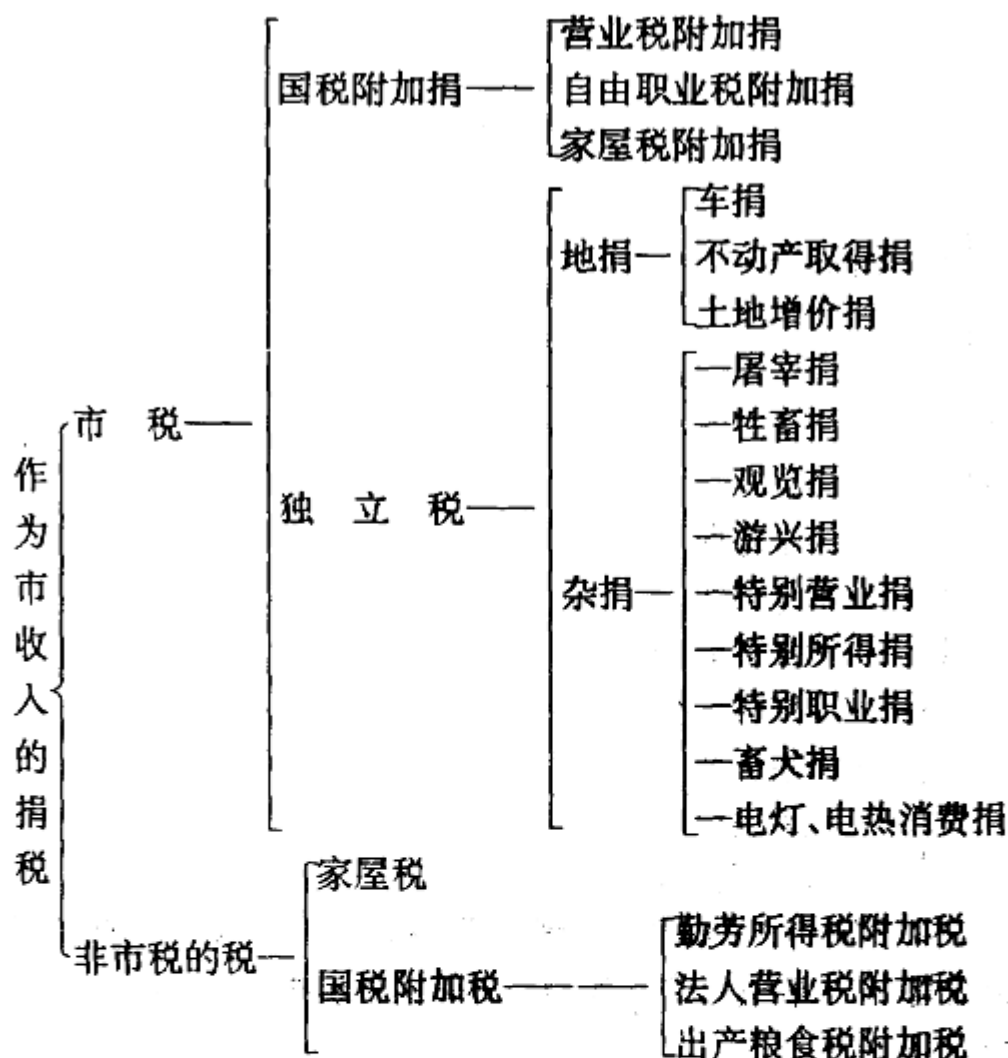 作为市收入的捐税
市 税
国税附加捐
营业税附加捐
自由职业税附加捐
家屋税附加捐
独 立 税
地捐
车捐
不动产取得捐
土地增价捐
杂捐
屠宰捐
牲畜捐
观览捐
游兴捐
特别营业捐
特别所得捐
特别职业捐
畜犬捐
电灯、电热消费捐
非市税的税
家屋税
国税附加税
勤劳所得税附加税
法人营业税附加税
出产粮食税附加税